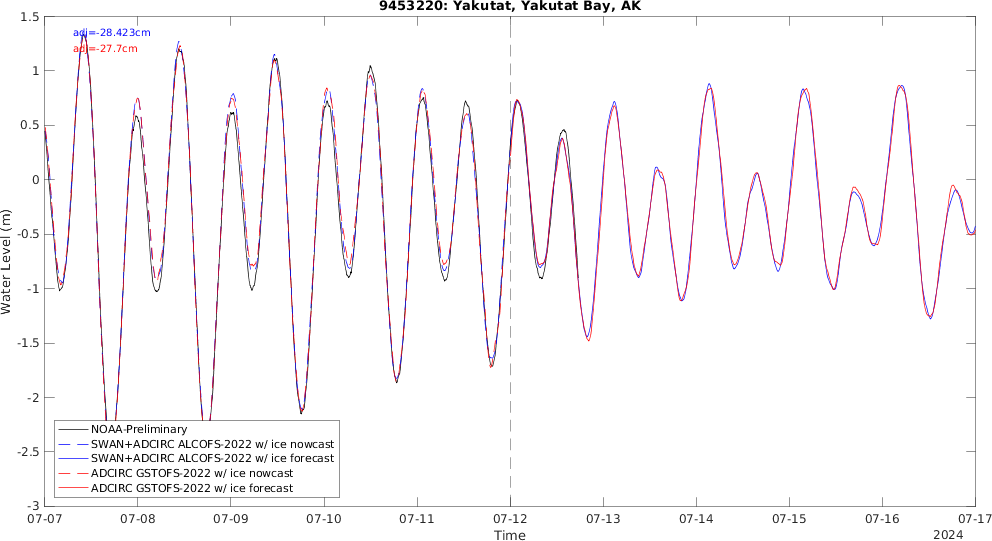 9453220: Yakutat, Yakutat Bay, AK
adj=-28.423cm
adj=-27.7cm
Water Level (m)
1.5
1
0.5
0
-0.5
-1
-1.5
-2
-2.5
-3
NOAA-Preliminary
SWAN+ADCIRC ALCOFS-2022 w/ ice nowcast
SWAN+ADCIRC ALCOFS-2022 w/ ice forecast
ADCIRC GSTOFS-2022 w/ ice nowcast
ADCIRC GSTOFS-2022 w/ ice forecast
07-07 07-08 07-09 07-10 07-11 07-12 07-13 07-14 07-15 07-16 07-17
Time
2024